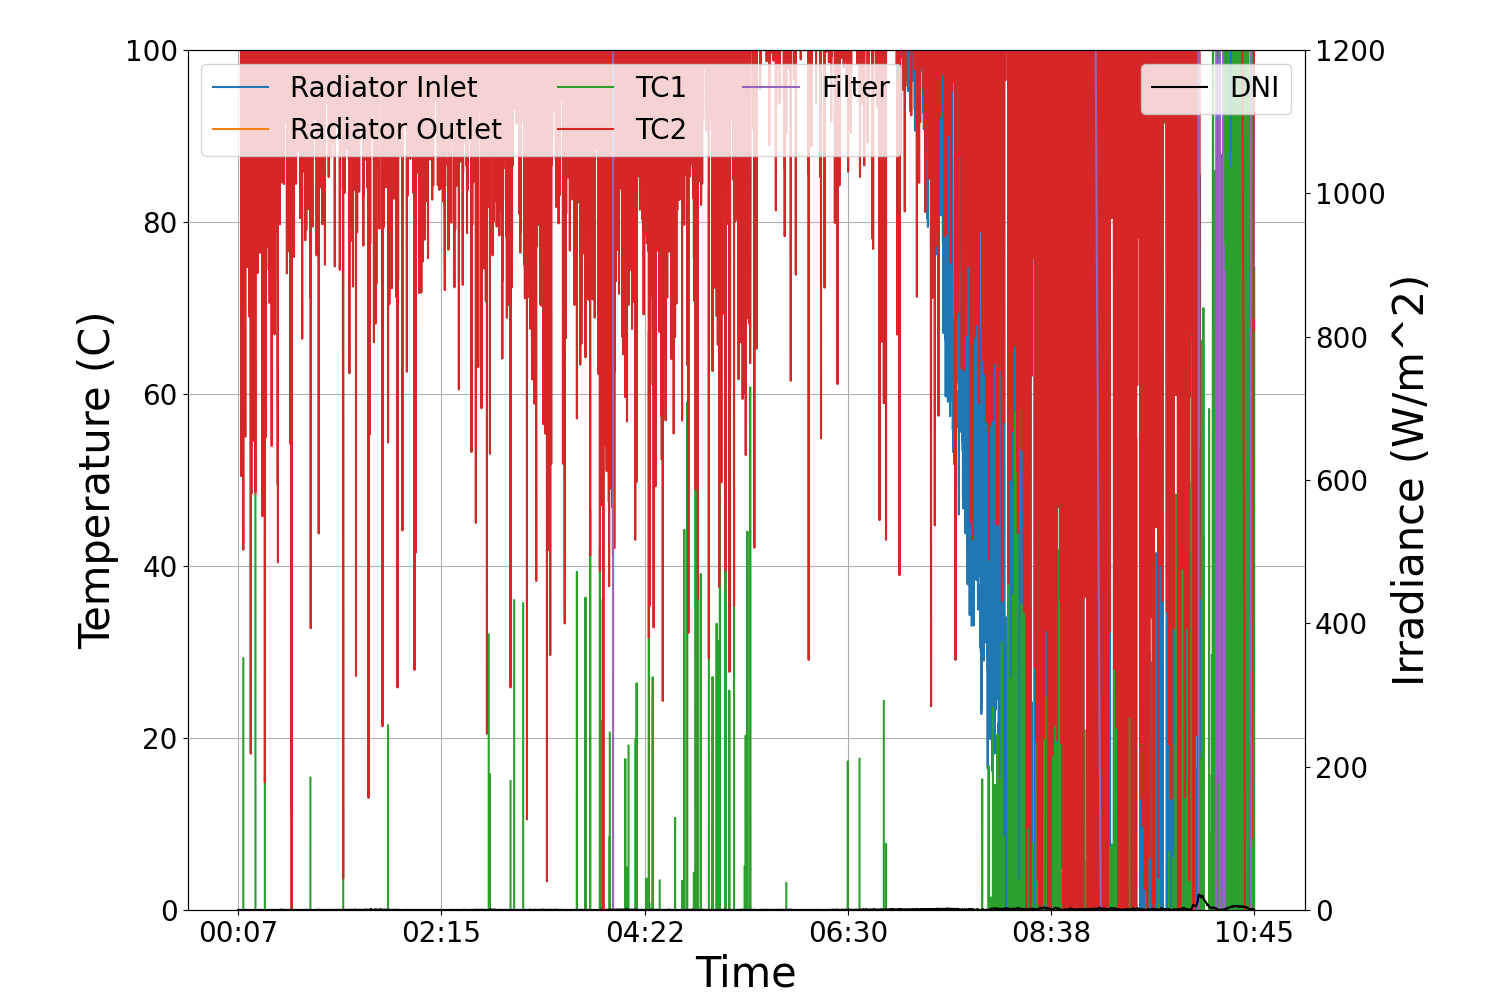 100
80
60
40
20
0
Temperature (C)
Radiator Inlet
Radiator Outlet
TC1
TC2
Filter
DNI
1200
1000
800
600
400
200
0
Irradiance (W/m^2)
00:07
02:15
04:22
06:30
08:38
10:45
Time